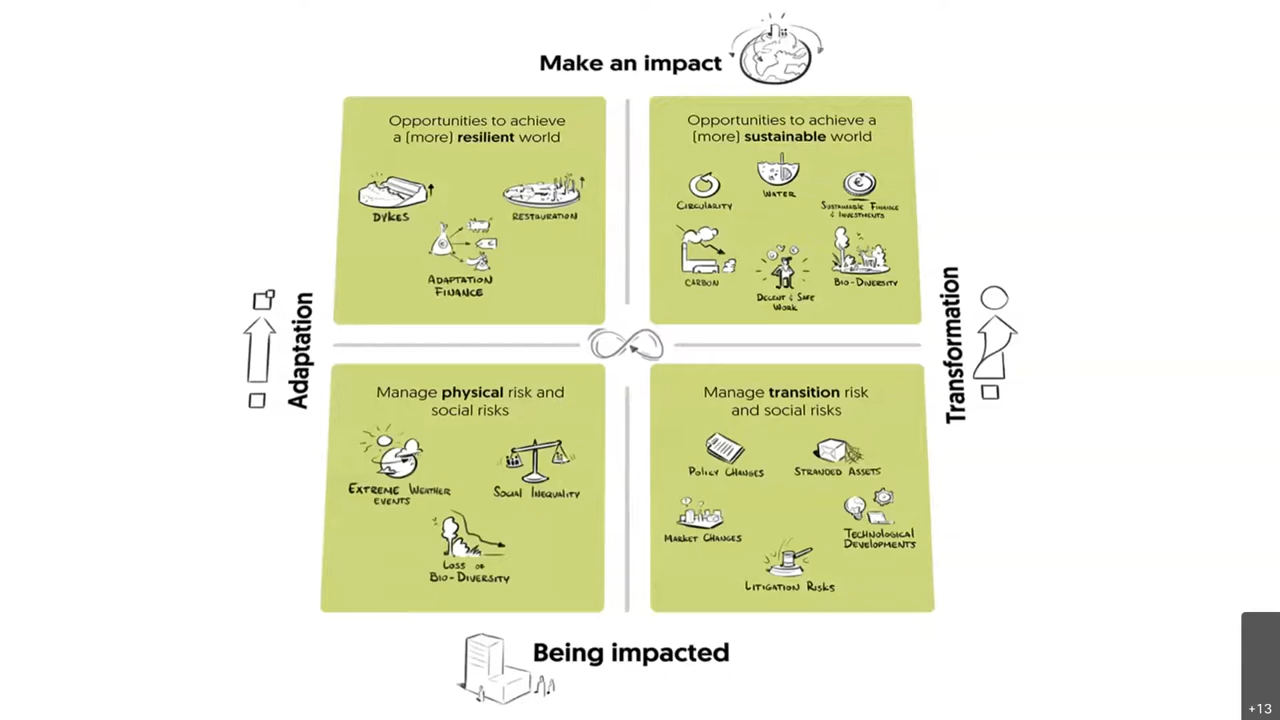 Make an impact
Opportunities to achieve
a (more) resilient world
DYKES
RESTAURATION
ADAPTATION
FINANCE
Opportunities to achieve a
(more) sustainable world
CIRCULARITY
WATER
SUSTAINABLE FINANCE
& INVESTMENTS
CARBON
DECENT & SAFE
WORK
BIO-DIVERSITY
Adaptation
Transformation
Manage physical risk and
social risks
EXTREME WEATHER
EVENTS
SOCIAL INEQUALITY
LOSS OF
BIO-DIVERSITY
Manage transition risk
and social risks
POLICY CHANGES
STRANDED ASSETS
MARKET CHANGES
TECHNOLOGICAL
DEVELOPMENTS
LITIGATION RISKS
Being impacted
+13